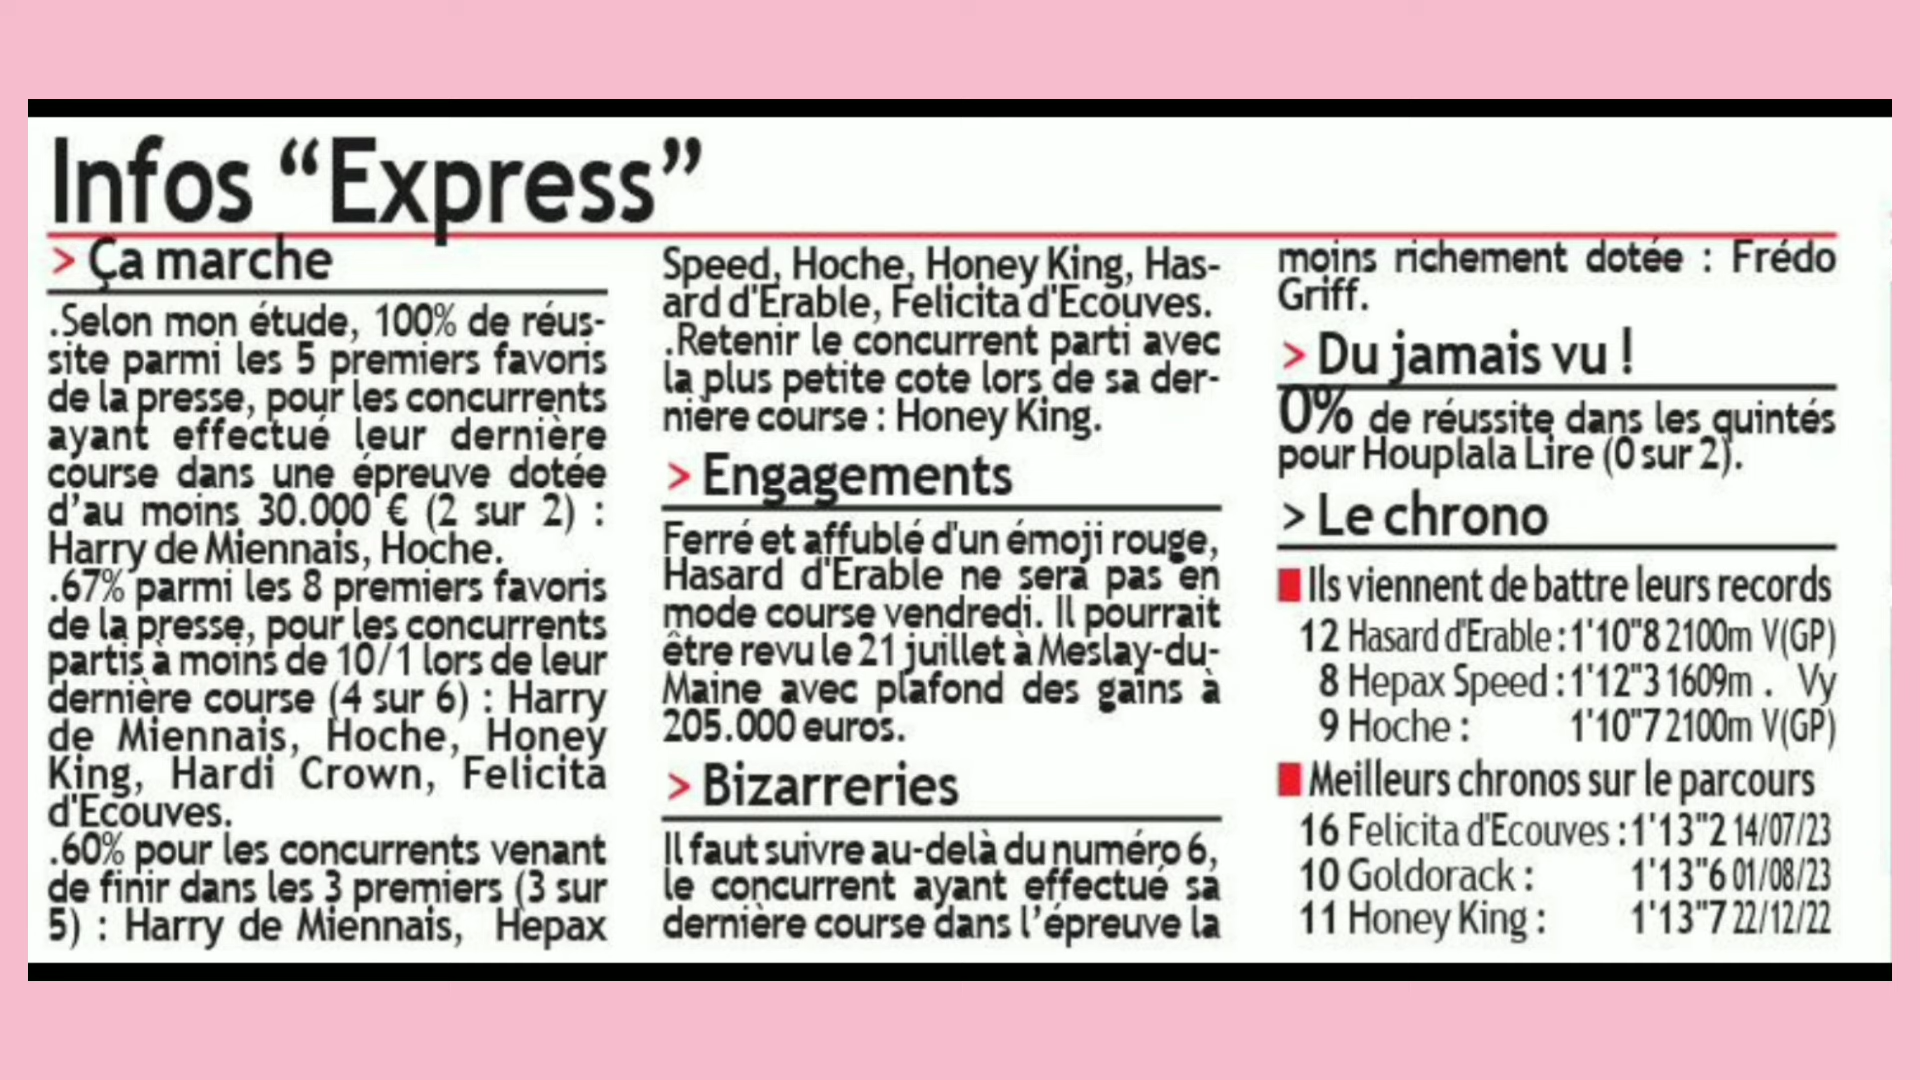 Infos “Express”
> Ça marche
.Selon mon étude, 100% de réus-
site parmi les 5 premiers favoris
de la presse, pour les concurrents
ayant effectué leur dernière
course dans une épreuve dotée
d’au moins 30.000 € (2 sur 2) :
Harry de Miennais, Hoche.
.67% parmi les 8 premiers favoris
de la presse, pour les concurrents
partis à moins de 10/1 lors de leur
dernière course (4 sur 6) : Harry
de Miennais, Hoche, Honey
King, Hardi Crown, Felicita
d'Ecouves.
.60% pour les concurrents venant
de finir dans les 3 premiers (3 sur
5) : Harry de Miennais, Hepax
Speed, Hoche, Honey King, Has-
ard d'Erable, Felicita d'Ecouves.
.Retenir le concurrent parti avec
la plus petite cote lors de sa der-
nière course : Honey King.
> Engagements
Ferré et affublé d'un émoji rouge,
Hasard d'Erable ne sera pas en
mode course vendredi. Il pourrait
être revu le 21 juillet à Meslay-du-
Maine avec plafond des gains à
205.000 euros.
> Bizarreries
Il faut suivre au-delà du numéro 6,
le concurrent ayant effectué sa
dernière course dans l’épreuve la
moins richement dotée : Frédo
Griff.
> Du jamais vu !
0% de réussite dans les quintés
pour Houplala Lire (0 sur 2).
> Le chrono
Ils viennent de battre leurs records
12 Hasard d'Erable : 1'10"8 2100m V(GP)
8 Hepax Speed : 1'12"3 1609m . Vy
9 Hoche : 1'10"7 2100m V(GP)
Meilleurs chronos sur le parcours
16 Felicita d'Ecouves : 1'13"2 14/07/23
10 Goldorack : 1'13"6 01/08/23
11 Honey King : 1'13"7 22/12/22